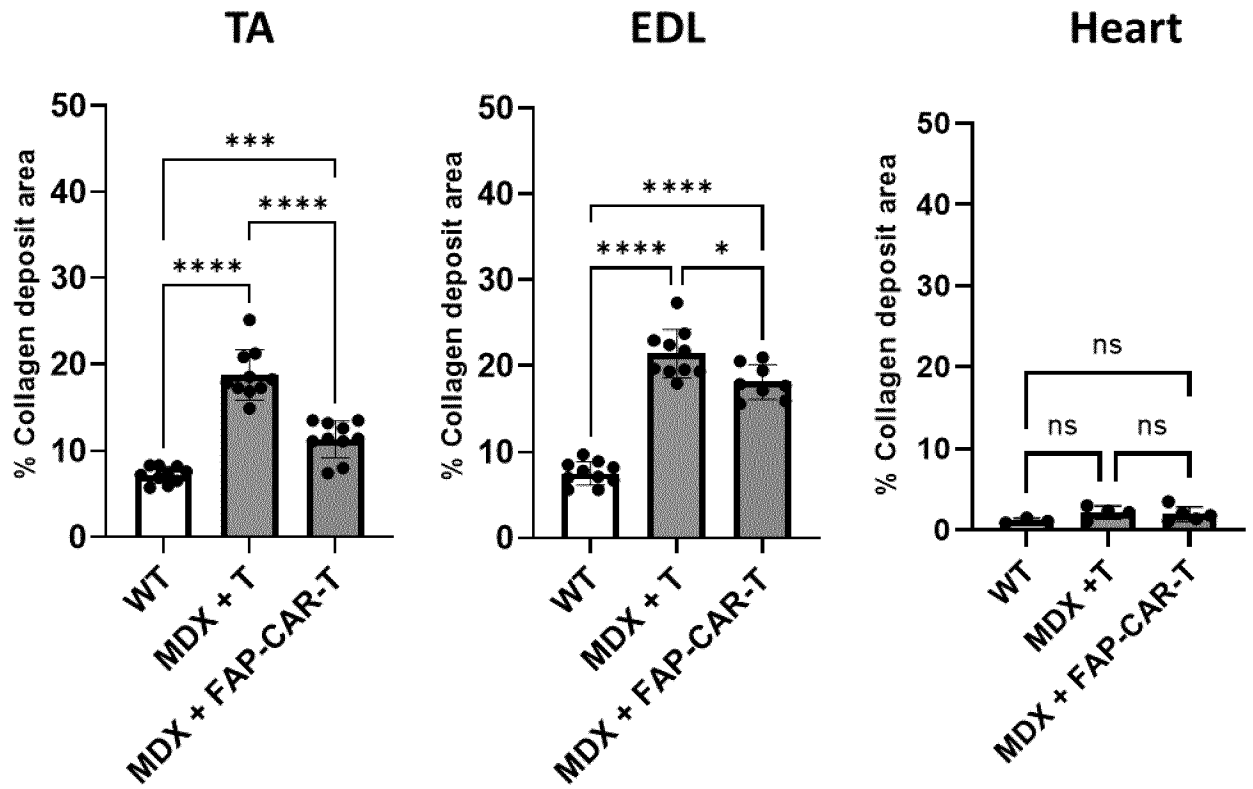 TA
% Collagen deposit area
50
40
30
20
10
0
***
****
****
WT
MDX + T
MDX + FAP-CAR-T
EDL
% Collagen deposit area
50
40
30
20
10
0
****
****
*
WT
MDX + T
MDX + FAP-CAR-T
Heart
% Collagen deposit area
50
40
30
20
10
0
ns
ns
ns
WT
MDX +T
MDX + FAP-CAR-T